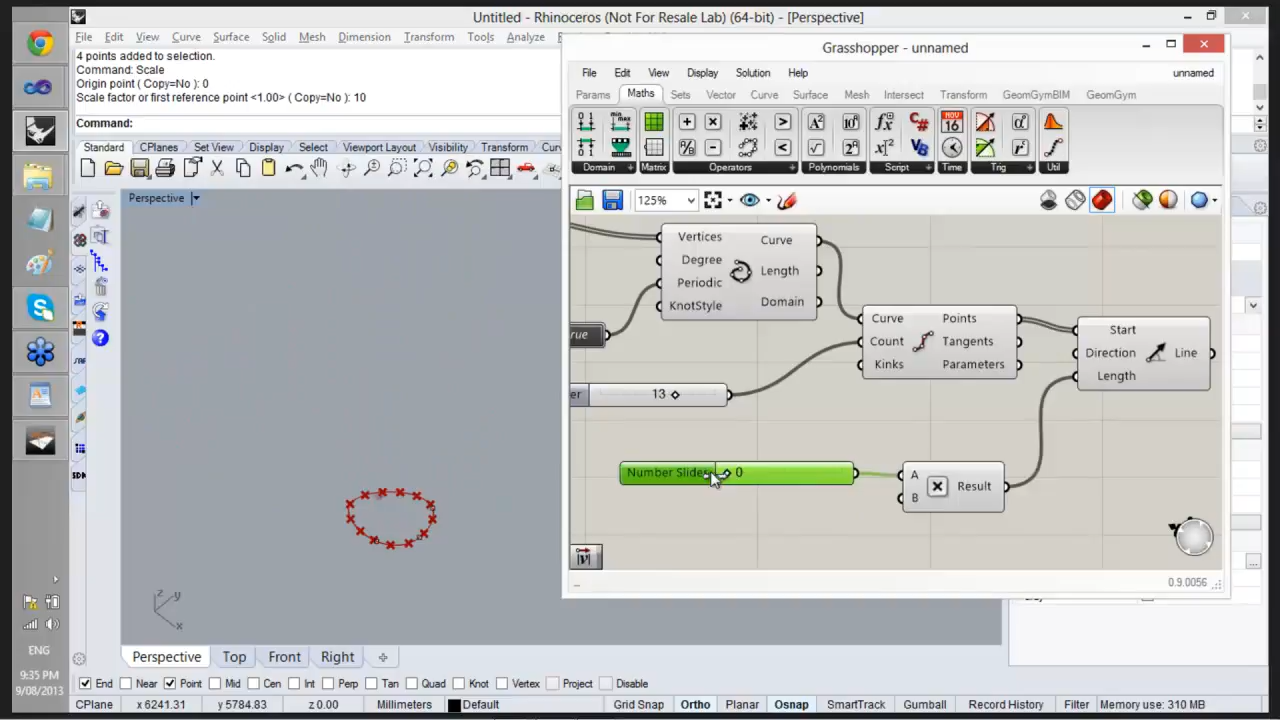 Untitled - Rhinoceros (Not For Resale Lab) (64-bit) - [Perspective]
File Edit View Curve Surface Solid Mesh Dimension Transform Tools Analyze
4 points added to selection.
Command: Scale
Origin point ( Copy=No ): 0
Scale factor or first reference point <1.00> ( Copy=No ): 10
Command:
Standard CPlanes Set View Display Select Viewport Layout Visibility Transform
Perspective
Grasshopper - unnamed
File Edit View Display Solution Help unnamed
Params Maths Sets Vector Curve Surface Mesh Intersect Transform GeomGymBIM GeomGym
Domain Matrix Operators Polynomials Script Time Trig Util
125%
Vertices
Degree
Periodic
KnotStyle
Curve
Length
Domain
Curve
Count
Kinks
Points
Tangents
Parameters
Start
Direction
Length
Line
13
Number Slider 0
A
B
Result
0.9.0056
z y
x
Perspective Top Front Right
End Near Point Mid Cen Int Perp Tan Quad Knot Vertex Project Disable
CPlane x 6241.31 y 5784.83 z 0.00 Millimeters Default Grid Snap Ortho Planar Osnap SmartTrack Gumball Record History Filter Memory use: 310 MB
ENG
9:35 PM
9/08/2013